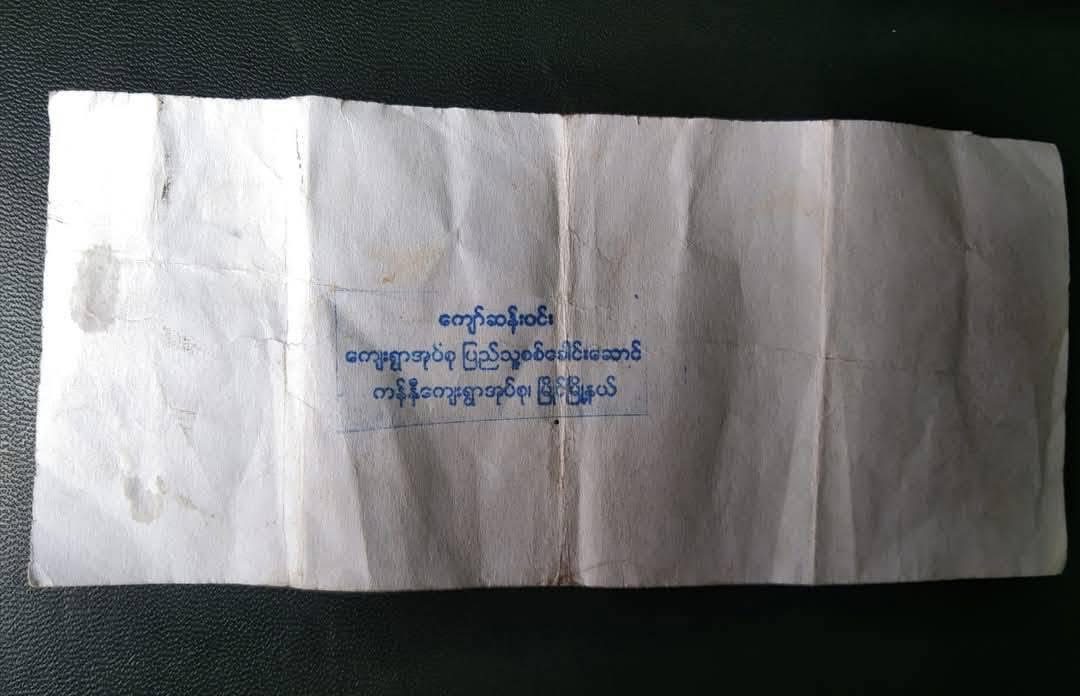 ကျော်ဆန်းဝင်း
ကျေးရွာအုပ်စု ပြည်သူ့စစ်ခေါင်းဆောင်
ကန်နီကျေးရွာအုပ်စု၊ မြိုင်မြို့နယ်